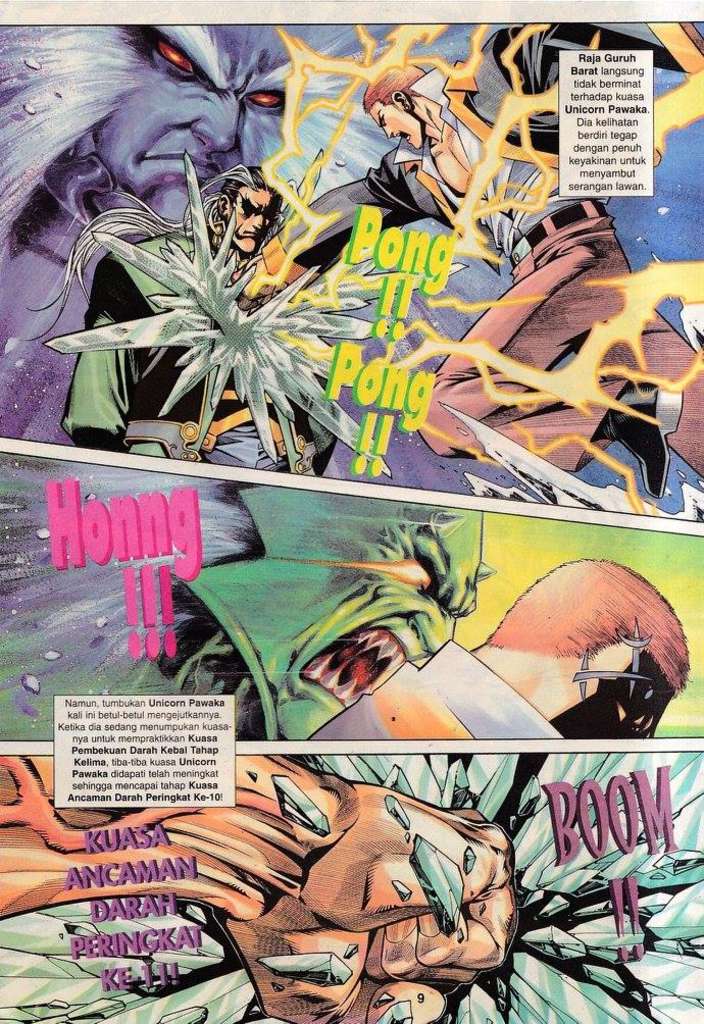 Raja Guruh
Barat langsung
tidak berminat
terhadap kuasa
Unicorn Pawaka.
Dia kelihatan
berdiri tegap
dengan penuh
keyakinan untuk
menyambut
serangan lawan.
Pong
!!
Pong
!!
Honng
!!!
Namun, tumbukan Unicorn Pawaka
kali ini betul-betul mengejutkannya.
Ketika dia sedang menumpukan kuasa-
nya untuk mempraktikkan Kuasa
Pembekuan Darah Kebal Tahap
Kelima, tiba-tiba kuasa Unicorn
Pawaka didapati telah meningkat
sehingga mencapai tahap Kuasa
Ancaman Darah Peringkat Ke-10!
KUASA
ANCAMAN
DARAH
PERINGKAT
KE-11!
BOOM
!!
9